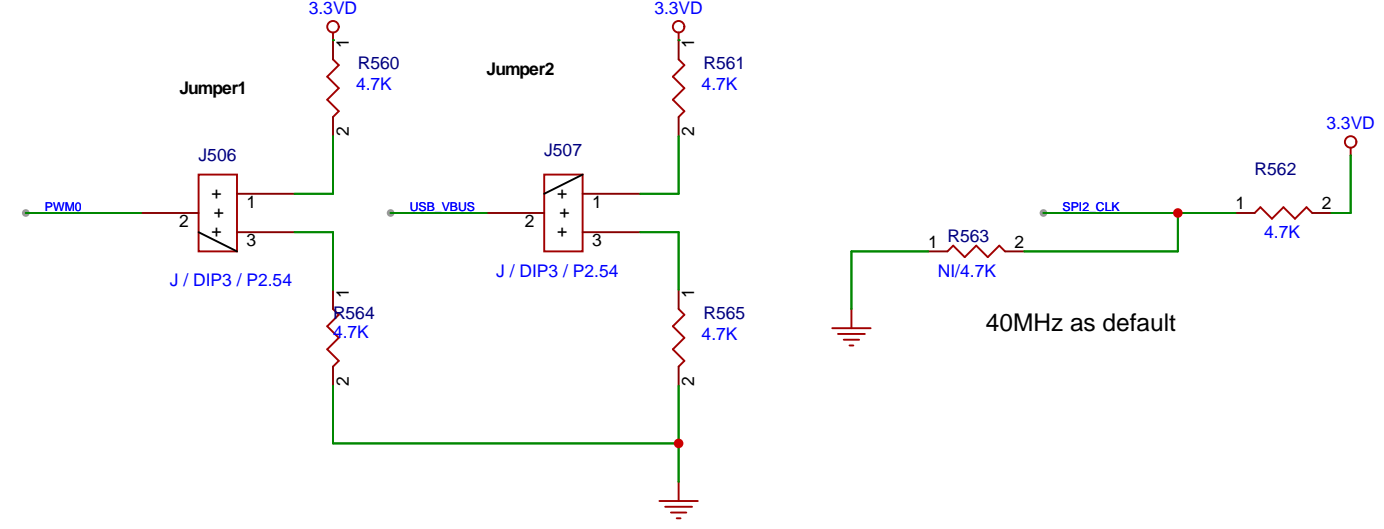 3.3VD
3.3VD
1
R560
4.7K
2
1
R561
4.7K
2
Jumper1
Jumper2
J506
PWM0
2
1
3
J / DIP3 / P2.54
J507
USB_VBUS
2
1
3
J / DIP3 / P2.54
1
R564
4.7K
2
1
R565
4.7K
2
3.3VD
R562
SPI2_CLK
1
2
4.7K
1
R563
2
NI/4.7K
40MHz as default